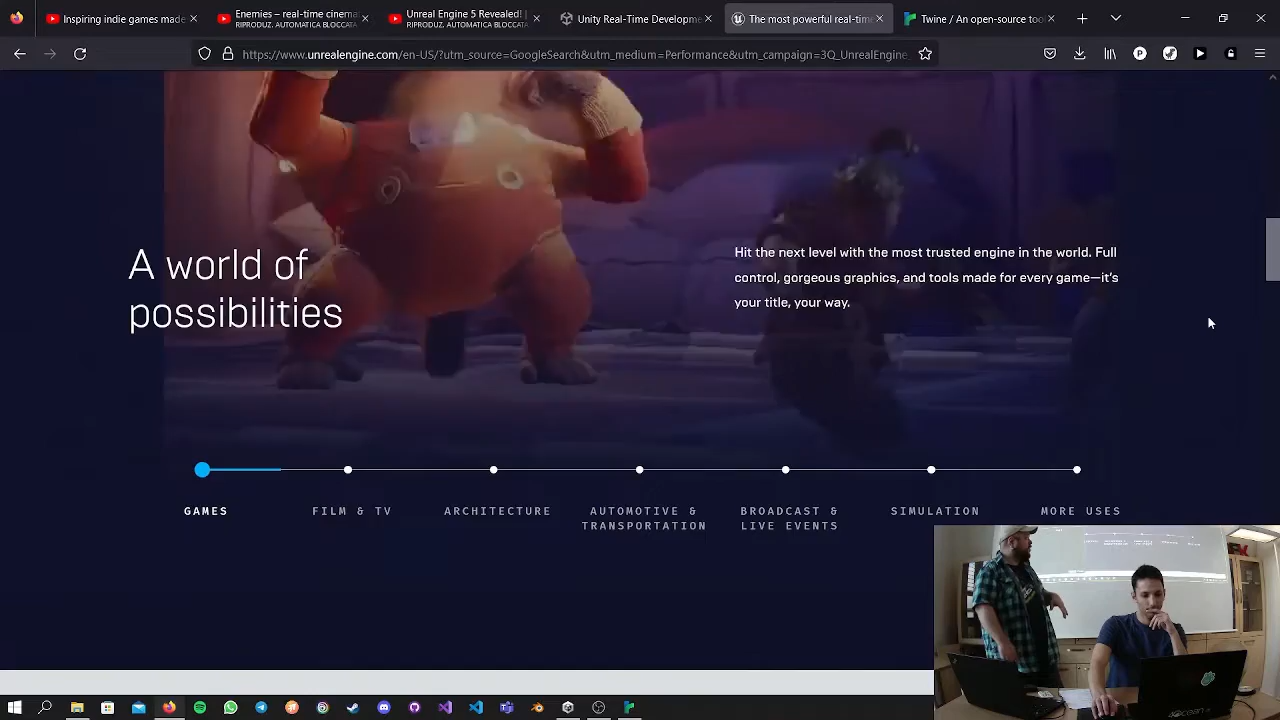 Inspiring indie games made
Enemies – real-time cinema
RIPRODUZ. AUTOMATICA BLOCCATA
Unreal Engine 5 Revealed! |
RIPRODUZ. AUTOMATICA BLOCCATA
Unity Real-Time Developme
The most powerful real-time
Twine / An open-source tool
https://www.unrealengine.com/en-US/?utm_source=GoogleSearch&utm_medium=Performance&utm_campaign=3Q_UnrealEngine_
A world of
possibilities
Hit the next level with the most trusted engine in the world. Full
control, gorgeous graphics, and tools made for every game—it's
your title, your way.
GAMES
FILM & TV
ARCHITECTURE
AUTOMOTIVE &
TRANSPORTATION
BROADCAST &
LIVE EVENTS
SIMULATION
MORE USES